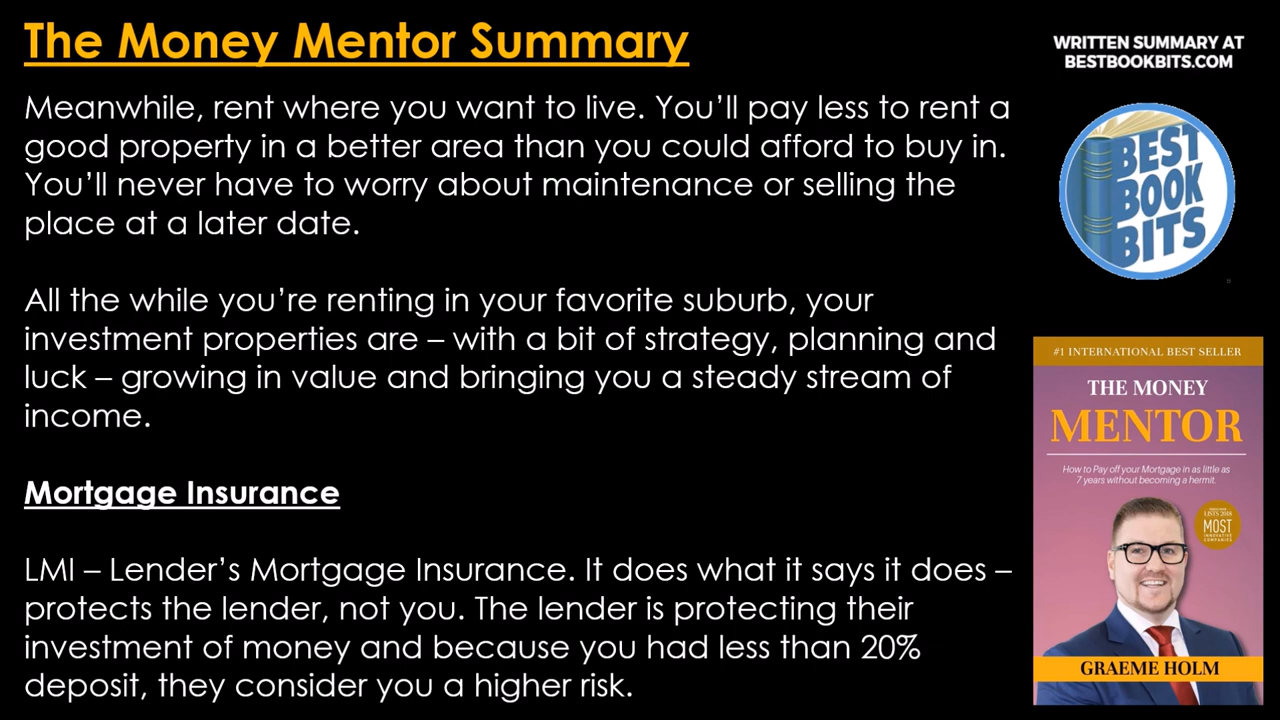 The Money Mentor Summary
Meanwhile, rent where you want to live. You’ll pay less to rent a
good property in a better area than you could afford to buy in.
You’ll never have to worry about maintenance or selling the
place at a later date.
All the while you’re renting in your favorite suburb, your
investment properties are – with a bit of strategy, planning and
luck – growing in value and bringing you a steady stream of
income.
Mortgage Insurance
LMI – Lender’s Mortgage Insurance. It does what it says it does –
protects the lender, not you. The lender is protecting their
investment of money and because you had less than 20%
deposit, they consider you a higher risk.
WRITTEN SUMMARY AT
BESTBOOKBITS.COM
BEST
BOOK
BITS
#1 INTERNATIONAL BEST SELLER
THE MONEY
MENTOR
How to Pay off your Mortgage in as little as
7 years without becoming a hermit.
LISTS 2018
MOST
INNOVATIVE
COMPANIES
GRAEME HOLM